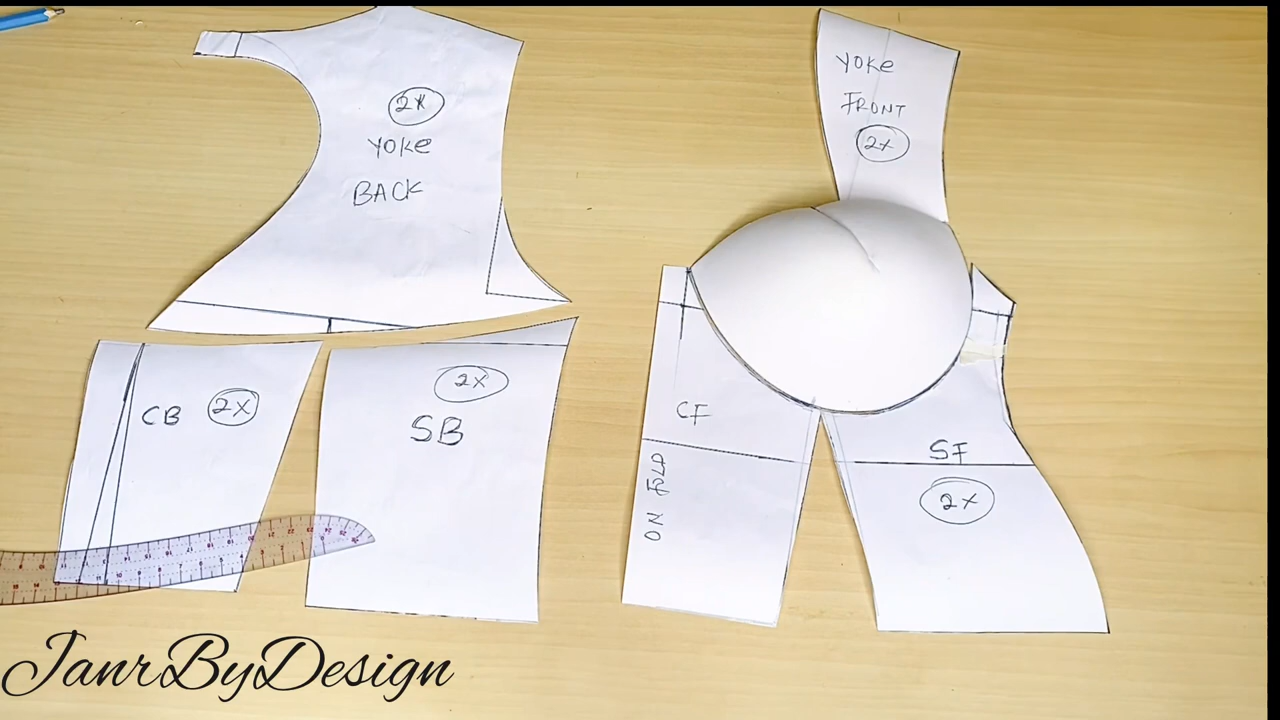 2X
YOKE
BACK
YOKE
FRONT
2X
CB 2X
2X
SB
CF
ON FOLD
SF
2X
JanrByDesign